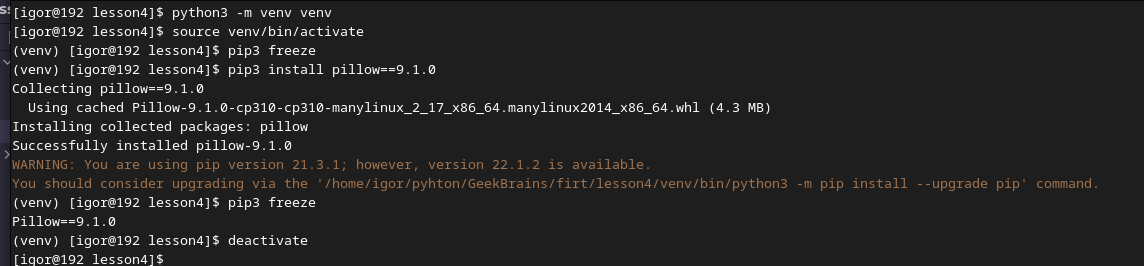 [igor@192 lesson4]$ python3 -m venv venv
[igor@192 lesson4]$ source venv/bin/activate
(venv) [igor@192 lesson4]$ pip3 freeze
(venv) [igor@192 lesson4]$ pip3 install pillow==9.1.0
Collecting pillow==9.1.0
  Using cached Pillow-9.1.0-cp310-cp310-manylinux_2_17_x86_64.manylinux2014_x86_64.whl (4.3 MB)
Installing collected packages: pillow
Successfully installed pillow-9.1.0
WARNING: You are using pip version 21.3.1; however, version 22.1.2 is available.
You should consider upgrading via the '/home/igor/pyhton/GeekBrains/firt/lesson4/venv/bin/python3 -m pip install --upgrade pip' command.
(venv) [igor@192 lesson4]$ pip3 freeze
Pillow==9.1.0
(venv) [igor@192 lesson4]$ deactivate
[igor@192 lesson4]$